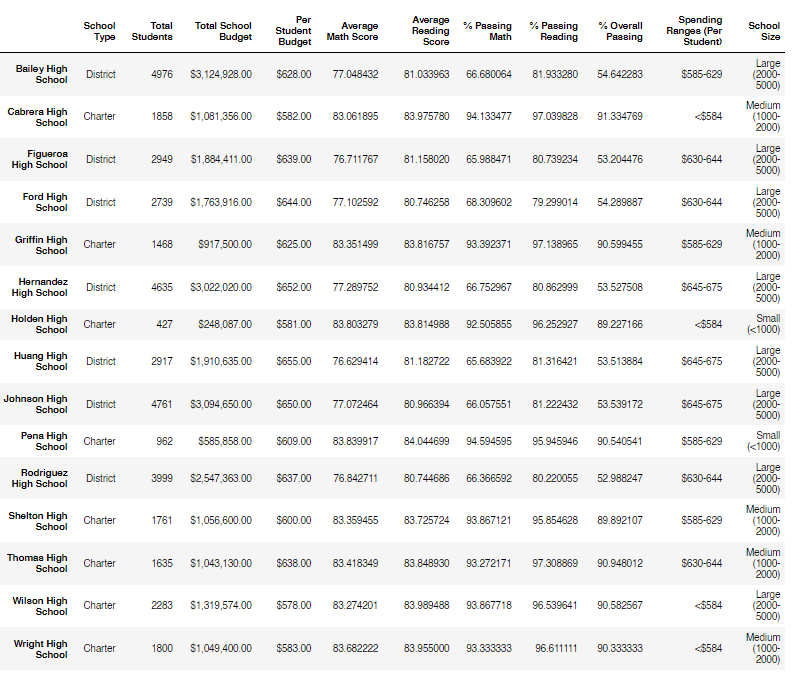 School Type Total Students Total School Budget Per Student Budget Average Math Score Average Reading Score % Passing Math % Passing Reading % Overall Passing Spending Ranges (Per Student) School Size
Bailey High School District 4976 $3,124,928.00 $628.00 77.048432 81.033963 66.680064 81.933280 54.642283 $585-629 Large (2000-5000)
Cabrera High School Charter 1858 $1,081,356.00 $582.00 83.061895 83.975780 94.133477 97.039828 91.334769 <$584 Medium (1000-2000)
Figueroa High School District 2949 $1,884,411.00 $639.00 76.711767 81.158020 65.988471 80.739234 53.204476 $630-644 Large (2000-5000)
Ford High School District 2739 $1,763,916.00 $644.00 77.102592 80.746258 68.309602 79.299014 54.289887 $630-644 Large (2000-5000)
Griffin High School Charter 1468 $917,500.00 $625.00 83.351499 83.816757 93.392371 97.138965 90.599455 $585-629 Medium (1000-2000)
Hernandez High School District 4635 $3,022,020.00 $652.00 77.289752 80.934412 66.752967 80.862999 53.527508 $645-675 Large (2000-5000)
Holden High School Charter 427 $248,087.00 $581.00 83.803279 83.814988 92.505855 96.252927 89.227166 <$584 Small (<1000)
Huang High School District 2917 $1,910,635.00 $655.00 76.629414 81.182722 65.683922 81.316421 53.513884 $645-675 Large (2000-5000)
Johnson High School District 4761 $3,094,650.00 $650.00 77.072464 80.966394 66.057551 81.222432 53.539172 $645-675 Large (2000-5000)
Pena High School Charter 962 $585,858.00 $609.00 83.839917 84.044699 94.594595 95.945946 90.540541 $585-629 Small (<1000)
Rodriguez High School District 3999 $2,547,363.00 $637.00 76.842711 80.744686 66.366592 80.220055 52.988247 $630-644 Large (2000-5000)
Shelton High School Charter 1761 $1,056,600.00 $600.00 83.359455 83.725724 93.867121 95.854628 89.892107 $585-629 Medium (1000-2000)
Thomas High School Charter 1635 $1,043,130.00 $638.00 83.418349 83.848930 93.272171 97.308869 90.948012 $630-644 Medium (1000-2000)
Wilson High School Charter 2283 $1,319,574.00 $578.00 83.274201 83.989488 93.867718 96.539641 90.582567 <$584 Large (2000-5000)
Wright High School Charter 1800 $1,049,400.00 $583.00 83.682222 83.955000 93.333333 96.611111 90.333333 <$584 Medium (1000-2000)